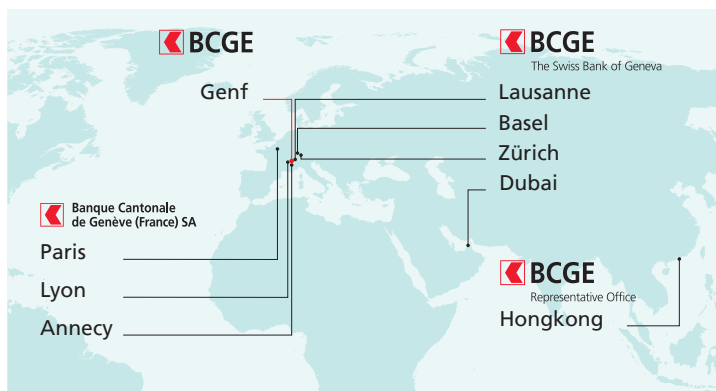 BCGE
Genf
BCGE
The Swiss Bank of Geneva
Lausanne
Basel
Zürich
Dubai
Banque Cantonale
de Genève (France) SA
Paris
Lyon
Annecy
BCGE
Representative Office
Hongkong